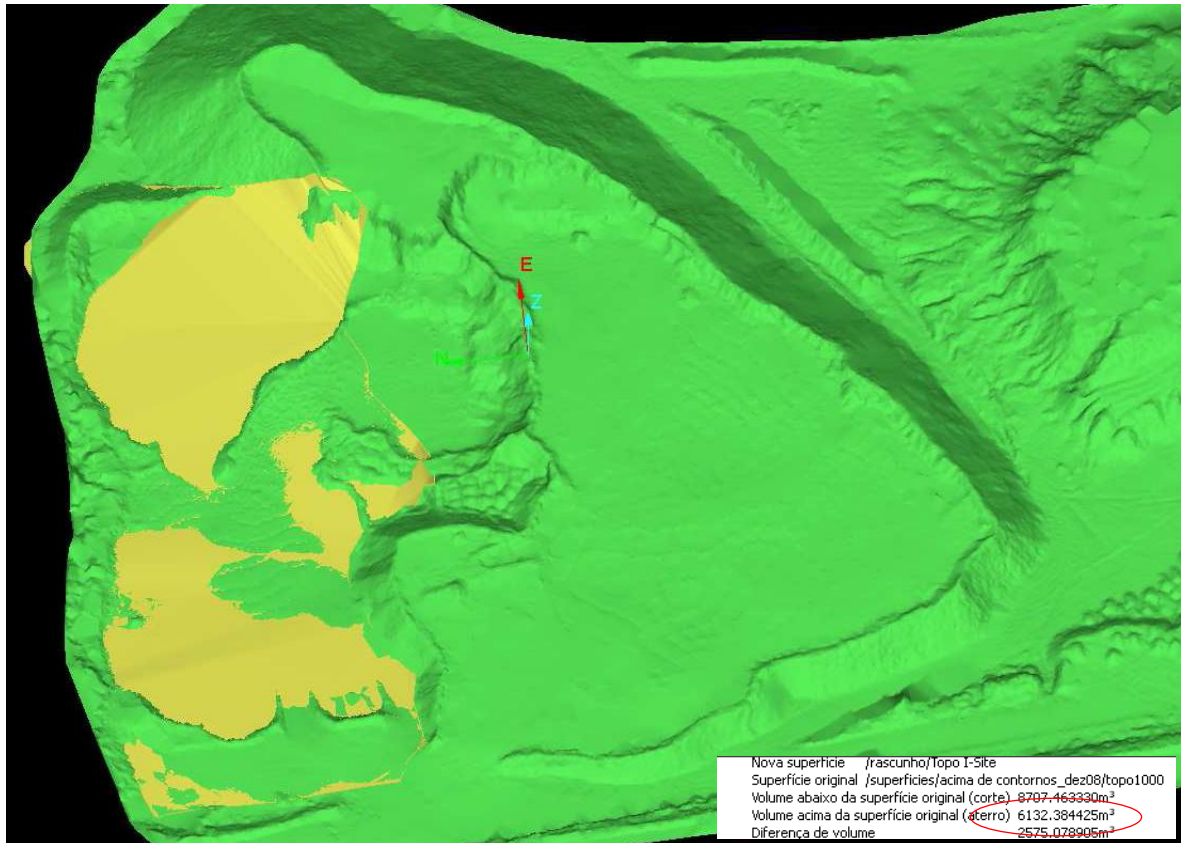 E
Z
N
Nova superfície /rascunho/Topo I-Site
Superfície original /superficies/acima de contornos_dez08/topo1000
Volume abaixo da superfície original (corte) 8707.463330m³
Volume acima da superfície original (aterro) 6132.384425m³
Diferença de volume 2575.078905m³